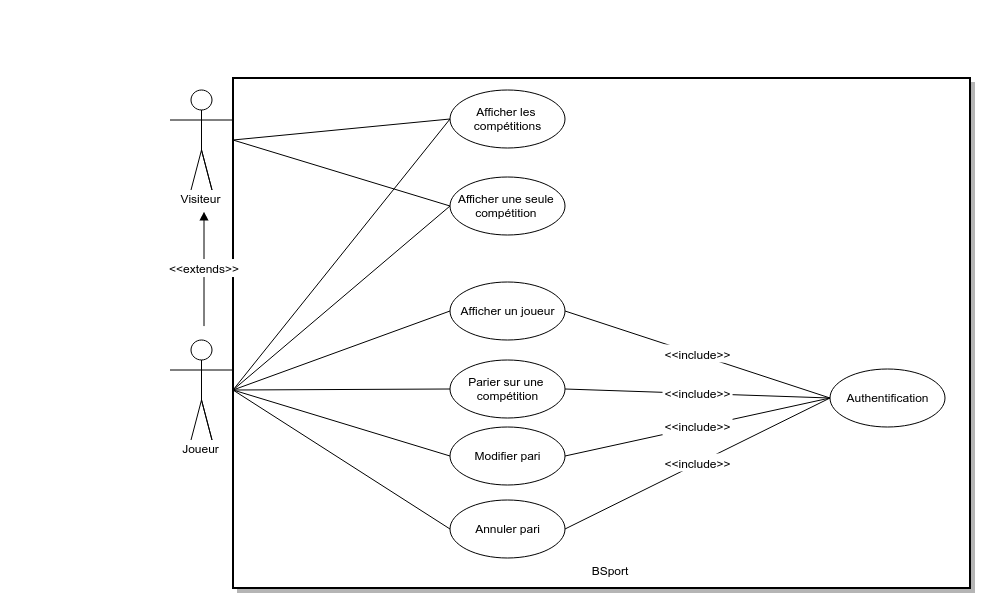 Afficher les
compétitions
Visiteur
Afficher une seule
compétition
<<extends>>
Afficher un joueur
<<include>>
Parier sur une
compétition
<<include>>
Authentification
<<include>>
Joueur
Modifier pari
<<include>>
Annuler pari
BSport